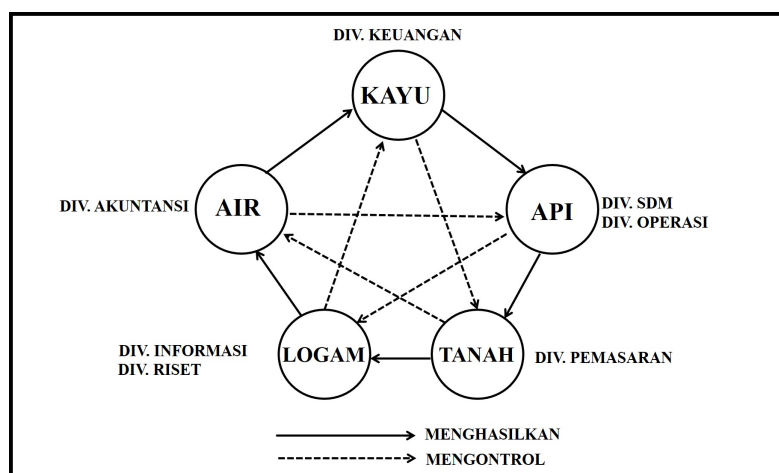 DIV. KEUANGAN
KAYU
DIV. AKUNTANSI
AIR
API
DIV. SDM
DIV. OPERASI
DIV. INFORMASI
DIV. RISET
LOGAM
TANAH
DIV. PEMASARAN
MENGHASILKAN
MENGONTROL